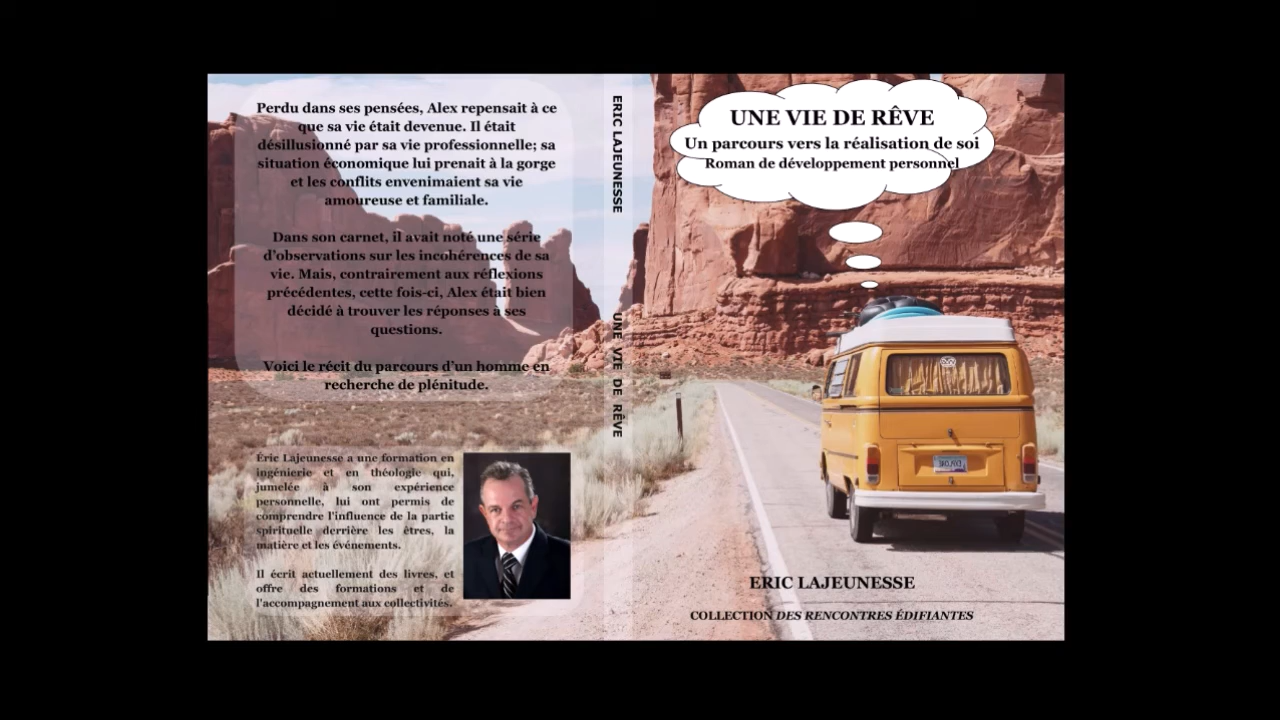 Perdu dans ses pensées, Alex repensait à ce
que sa vie était devenue. Il était
désillusionné par sa vie professionnelle; sa
situation économique lui prenait à la gorge
et les conflits envenimaient sa vie
amoureuse et familiale.
Dans son carnet, il avait noté une série
d'observations sur les incohérences de sa
vie. Mais, contrairement aux réflexions
précédentes, cette fois-ci, Alex était bien
décidé à trouver les réponses à ses
questions.
Voici le récit du parcours d'un homme en
recherche de plénitude.
Éric Lajeunesse a une formation en
ingénierie et en théologie qui,
jumelée à son expérience
personnelle, lui ont permis de
comprendre l'influence de la partie
spirituelle derrière les êtres, la
matière et les événements.
Il écrit actuellement des livres, et
offre des formations et de
l'accompagnement aux collectivités.
ERIC LAJEUNESSE
UNE VIE DE RÊVE
UNE VIE DE RÊVE
Un parcours vers la réalisation de soi
Roman de développement personnel
ERIC LAJEUNESSE
COLLECTION DES RENCONTRES ÉDIFIANTES